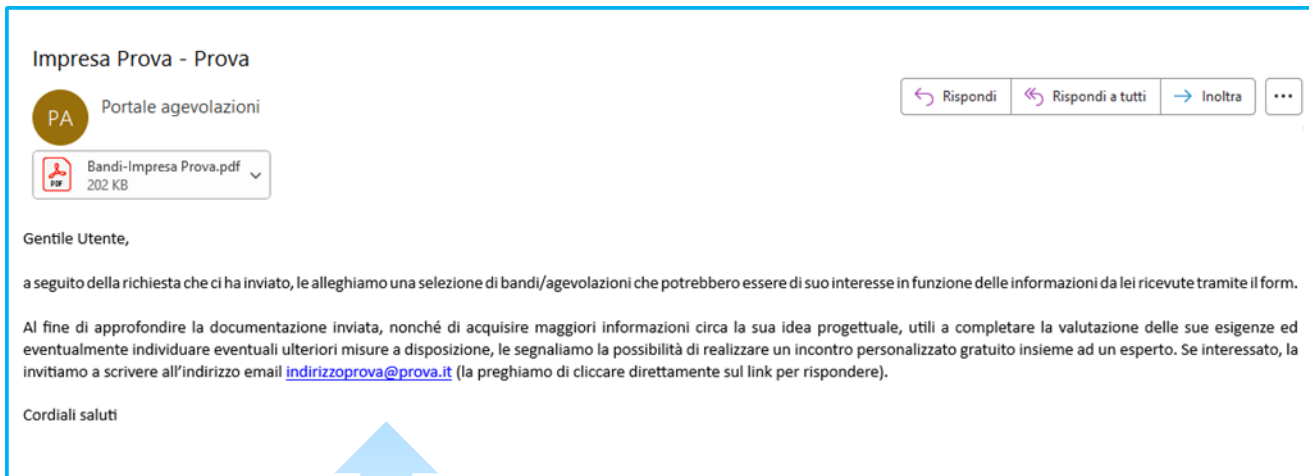 Impresa Prova - Prova
PA
Portale agevolazioni
Rispondi
Rispondi a tutti
Inoltra
PDF
Bandi-Impresa Prova.pdf
202 KB
Gentile Utente,
a seguito della richiesta che ci ha inviato, le alleghiamo una selezione di bandi/agevolazioni che potrebbero essere di suo interesse in funzione delle informazioni da lei ricevute tramite il form.
Al fine di approfondire la documentazione inviata, nonché di acquisire maggiori informazioni circa la sua idea progettuale, utili a completare la valutazione delle sue esigenze ed
eventualmente individuare eventuali ulteriori misure a disposizione, le segnaliamo la possibilità di realizzare un incontro personalizzato gratuito insieme ad un esperto. Se interessato, la
invitiamo a scrivere all'indirizzo email indirizzoprova@prova.it (la preghiamo di cliccare direttamente sul link per rispondere).
Cordiali saluti